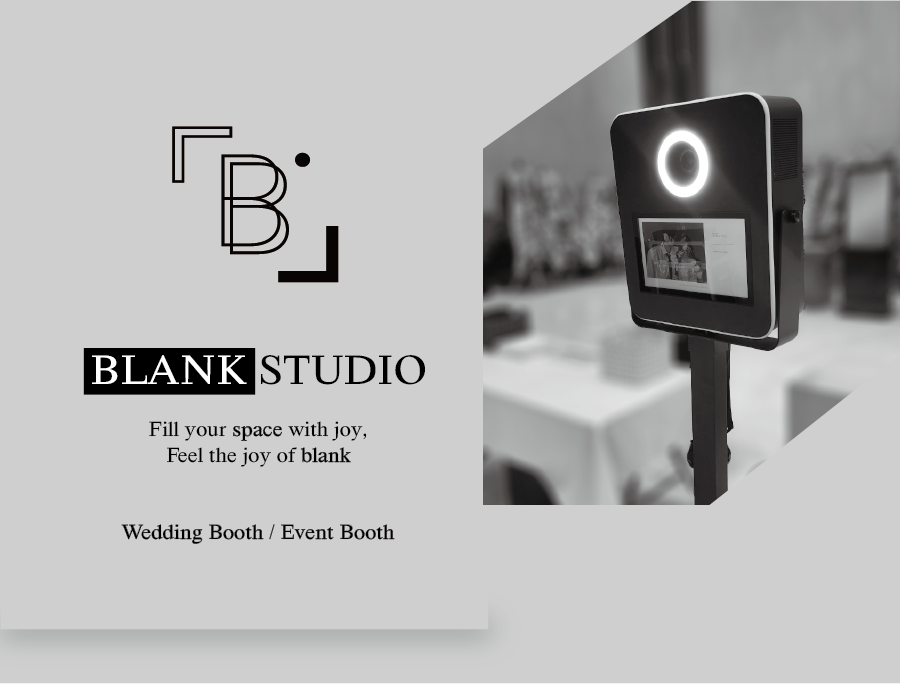 B
BLANK STUDIO
Fill your space with joy,
Feel the joy of blank
Wedding Booth / Event Booth